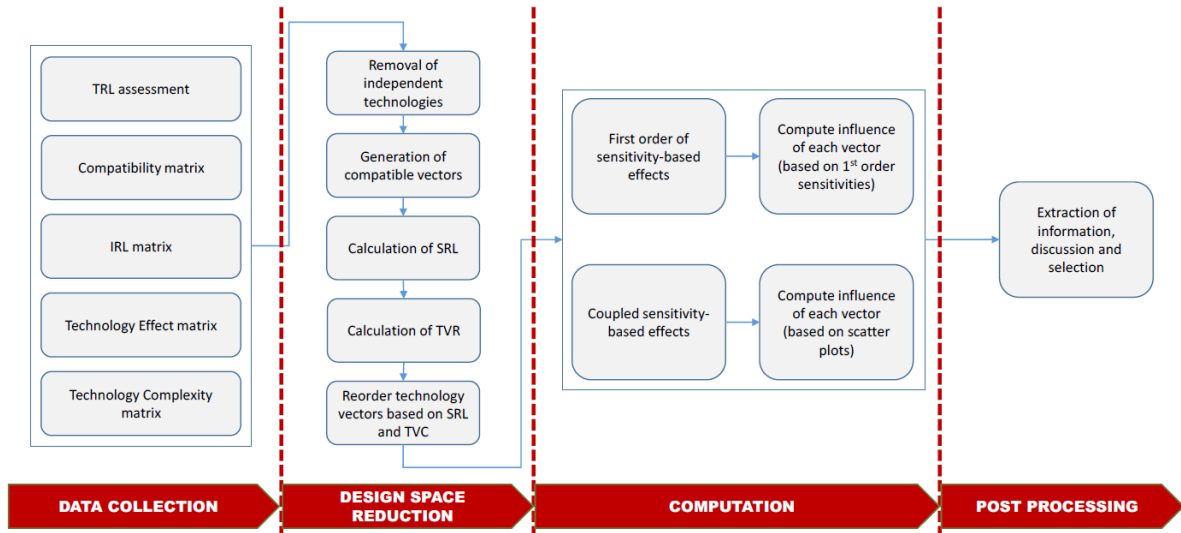 TRL assessment
Compatibility matrix
IRL matrix
Technology Effect matrix
Technology Complexity
matrix
Removal of
independent
technologies
Generation of
compatible vectors
Calculation of SRL
Calculation of TVR
Reorder technology
vectors based on SRL
and TVC
First order of
sensitivity-based
effects
Compute influence
of each vector
(based on 1st order
sensitivities)
Coupled sensitivity-
based effects
Compute influence
of each vector
(based on scatter
plots)
Extraction of
information,
discussion and
selection
DATA COLLECTION
DESIGN SPACE
REDUCTION
COMPUTATION
POST PROCESSING